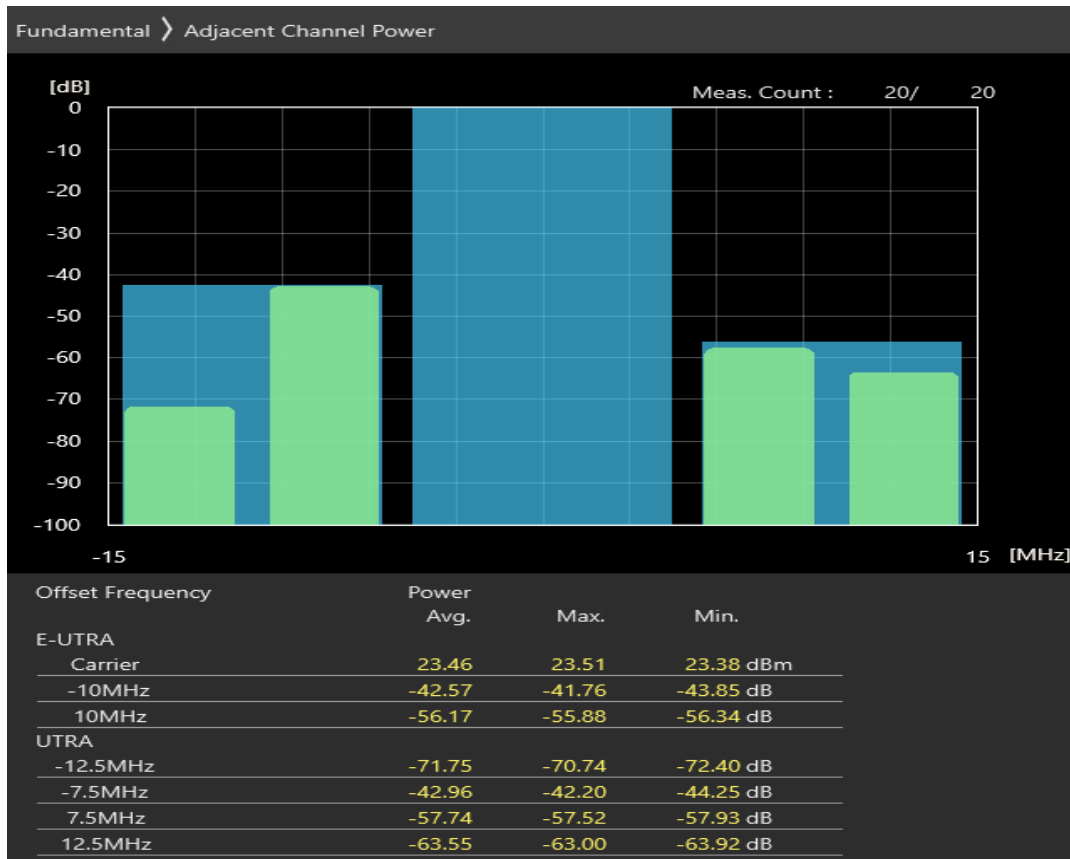 Fundamental ❯ Adjacent Channel Power
[dB]
Meas. Count : 20/ 20
0
-10
-20
-30
-40
-50
-60
-70
-80
-90
-100
-15 15 [MHz]
Offset Frequency Power
Avg. Max. Min.
E-UTRA
Carrier 23.46 23.51 23.38 dBm
-10MHz -42.57 -41.76 -43.85 dB
10MHz -56.17 -55.88 -56.34 dB
UTRA
-12.5MHz -71.75 -70.74 -72.40 dB
-7.5MHz -42.96 -42.20 -44.25 dB
7.5MHz -57.74 -57.52 -57.93 dB
12.5MHz -63.55 -63.00 -63.92 dB